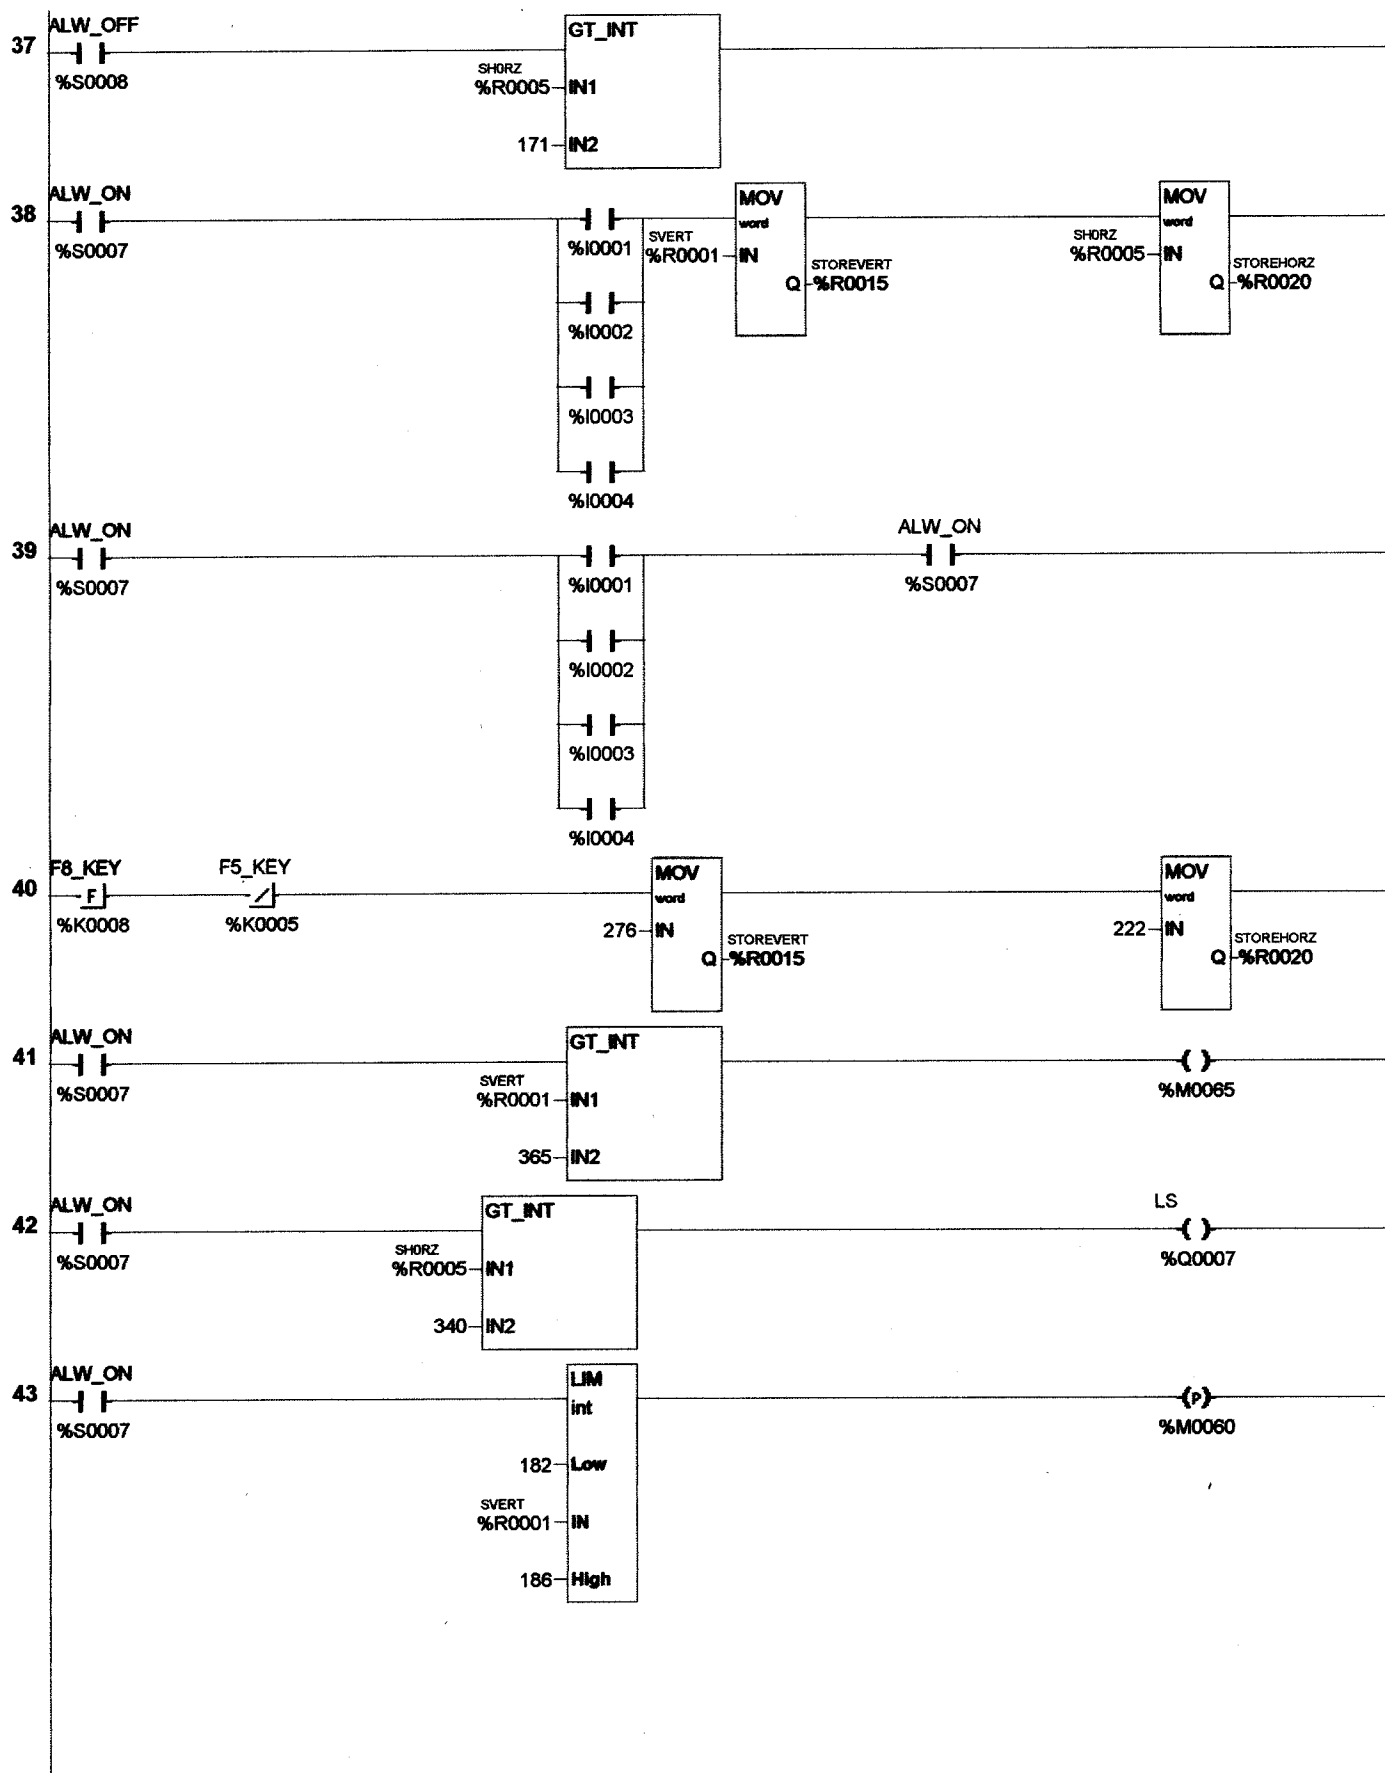 ALW_OFF
37
%S0008
GT_INT
SH0RZ
%R0005 IN1
171 IN2
ALW_ON
38
%S0007
%I0001
%I0002
%I0003
%I0004
MOV
word
SVERT
%R0001 IN
STOREVERT
Q %R0015
MOV
word
SH0RZ
%R0005 IN
STOREHORZ
Q %R0020
ALW_ON
39
%S0007
%I0001
%I0002
%I0003
%I0004
ALW_ON
%S0007
F8_KEY
40
F
%K0008
F5_KEY
%K0005
MOV
word
276 IN
STOREVERT
Q %R0015
MOV
word
222 IN
STOREHORZ
Q %R0020
ALW_ON
41
%S0007
GT_INT
SVERT
%R0001 IN1
365 IN2
%M0065
ALW_ON
42
%S0007
GT_INT
SH0RZ
%R0005 IN1
340 IN2
LS
%Q0007
ALW_ON
43
%S0007
LIM
int
182 Low
SVERT
%R0001 IN
186 High
P
%M0060